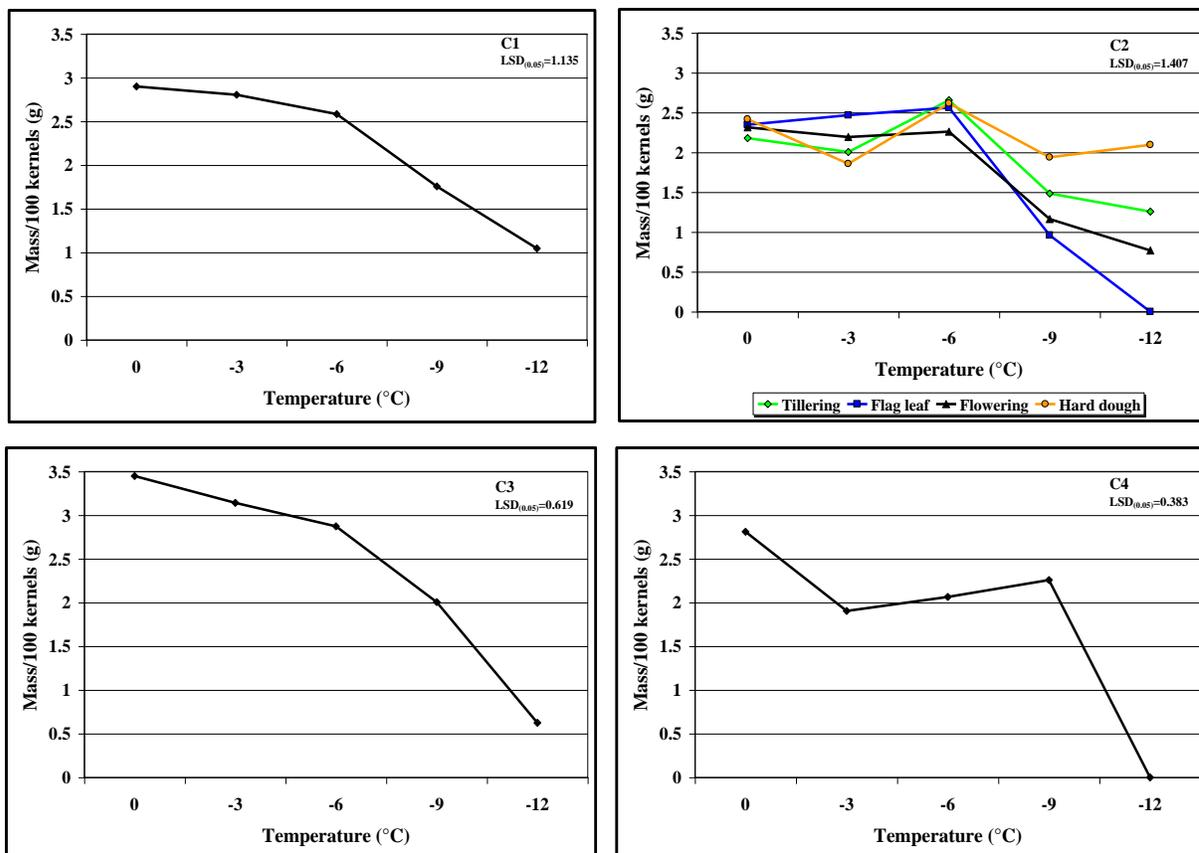 C1
LSD(0.05)=1.135
Mass/100 kernels (g)
3.5
3
2.5
2
1.5
1
0.5
0
0 -3 -6 -9 -12
Temperature (°C)
C2
LSD(0.05)=1.407
Mass/100 kernels (g)
3.5
3
2.5
2
1.5
1
0.5
0
0 -3 -6 -9 -12
Temperature (°C)
Tillering Flag leaf Flowering Hard dough
C3
LSD(0.05)=0.619
Mass/100 kernels (g)
3.5
3
2.5
2
1.5
1
0.5
0
0 -3 -6 -9 -12
Temperature (°C)
C4
LSD(0.05)=0.383
Mass/100 kernels (g)
3.5
3
2.5
2
1.5
1
0.5
0
0 -3 -6 -9 -12
Temperature (°C)